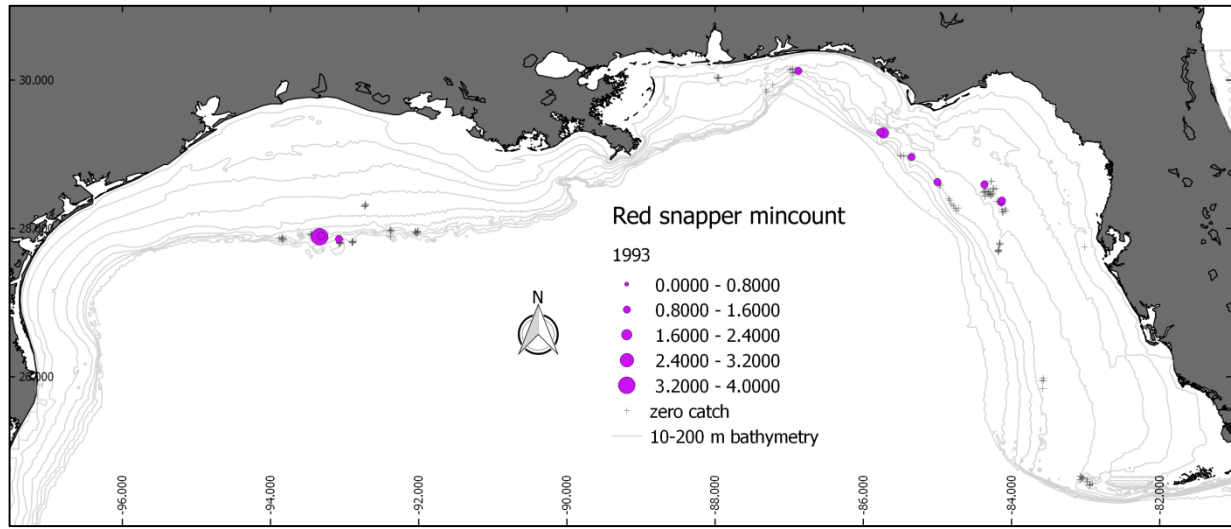 30.000
28.000
26.000
Red snapper mincount
1993
0.0000 - 0.8000
0.8000 - 1.6000
1.6000 - 2.4000
2.4000 - 3.2000
3.2000 - 4.0000
zero catch
10-200 m bathymetry
N
-96.000
-94.000
-92.000
-90.000
-88.000
-86.000
-84.000
-82.000